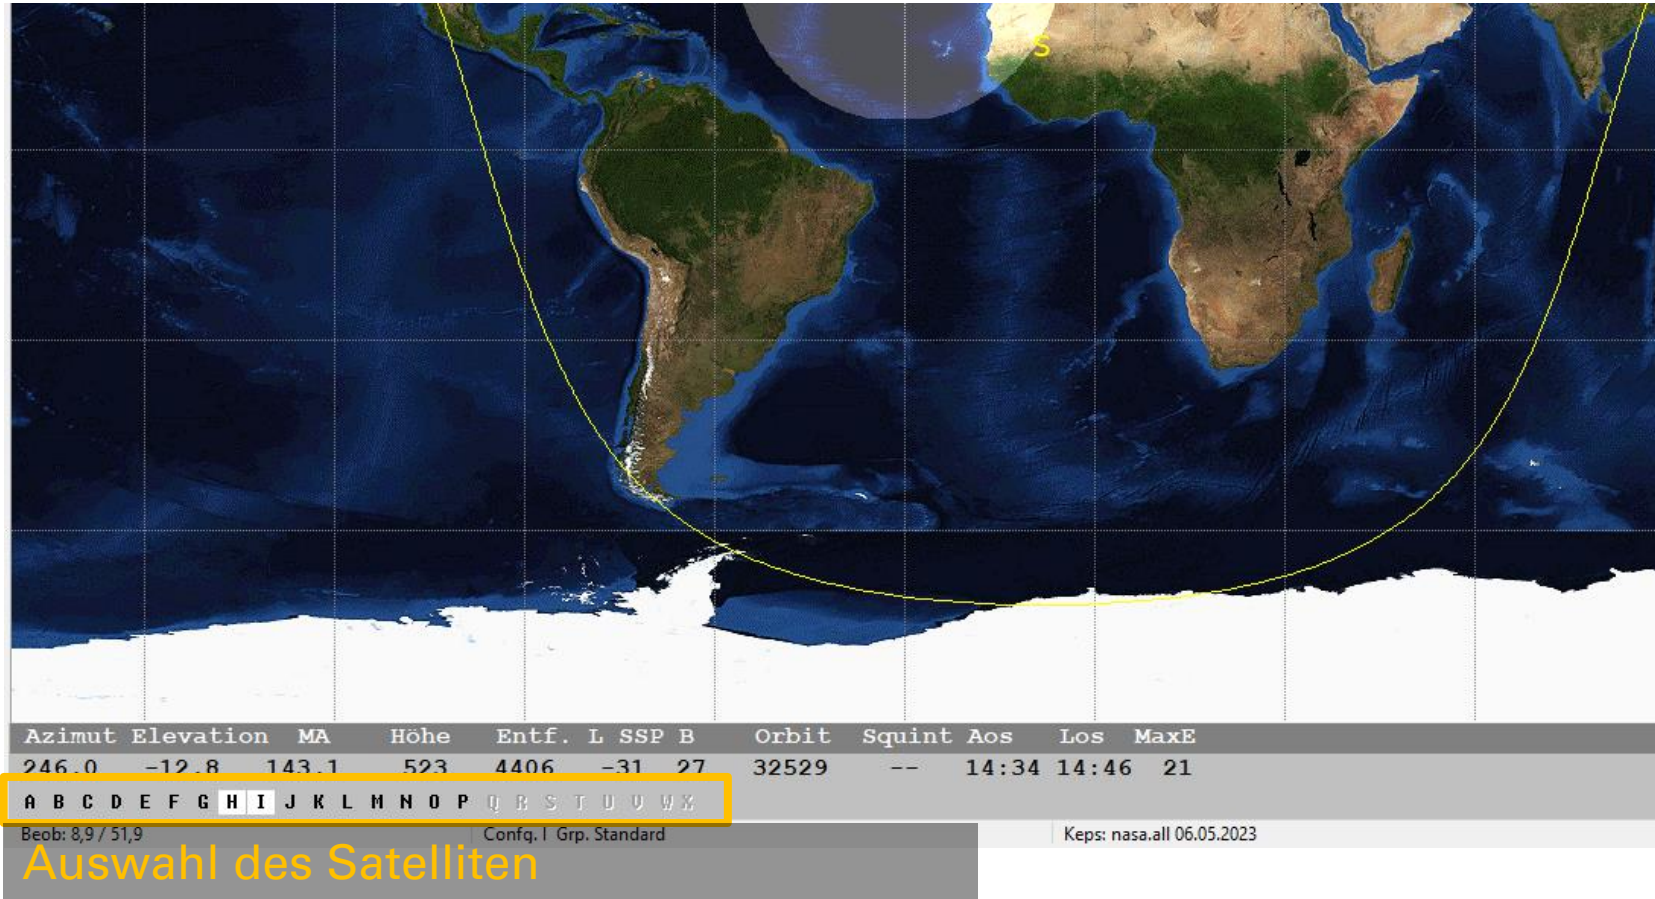 S
Azimut Elevation MA Höhe Entf. L SSP B Orbit Squint Aos Los MaxE
246.0 -12.8 143.1 523 4406 -31 27 32529 -- 14:34 14:46 21
A B C D E F G H I J K L M N O P Q R S T U V W X
Beob: 8,9 / 51,9 Confg. I Grp. Standard Keps: nasa.all 06.05.2023
Auswahl des Satelliten